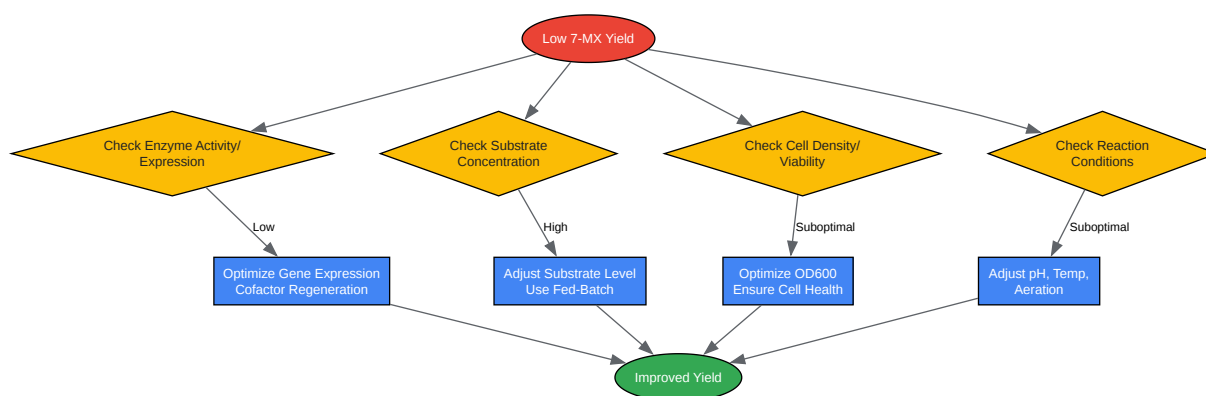 Low 7-MX Yield
Check Enzyme Activity/
Expression
Check Substrate
Concentration
Check Cell Density/
Viability
Check Reaction
Conditions
Low
High
Suboptimal
Suboptimal
Optimize Gene Expression
Cofactor Regeneration
Adjust Substrate Level
Use Fed-Batch
Optimize OD600
Ensure Cell Health
Adjust pH, Temp,
Aeration
Improved Yield